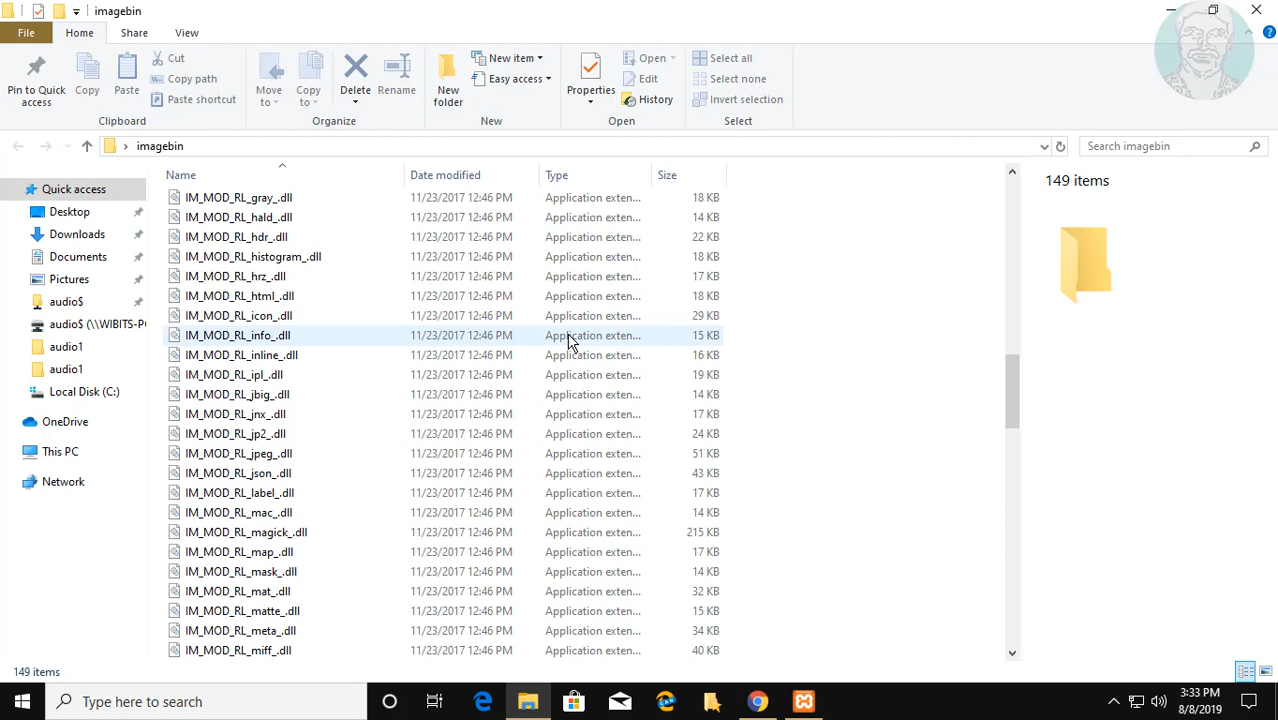 imagebin
File Home Share View
Pin to Quick access
Copy
Paste
Cut
Copy path
Paste shortcut
Clipboard
Move to
Copy to
Delete
Rename
Organize
New folder
New item
Easy access
New
Properties
Open
Edit
History
Open
Select all
Select none
Invert selection
Select
imagebin
Search imagebin
Quick access
Desktop
Downloads
Documents
Pictures
audio$
audio$ (\\WIBITS-P
audio1
audio1
Local Disk (C:)
OneDrive
This PC
Network
Name Date modified Type Size
IM_MOD_RL_gray_.dll 11/23/2017 12:46 PM Application exten... 18 KB
IM_MOD_RL_hald_.dll 11/23/2017 12:46 PM Application exten... 14 KB
IM_MOD_RL_hdr_.dll 11/23/2017 12:46 PM Application exten... 22 KB
IM_MOD_RL_histogram_.dll 11/23/2017 12:46 PM Application exten... 18 KB
IM_MOD_RL_hrz_.dll 11/23/2017 12:46 PM Application exten... 17 KB
IM_MOD_RL_html_.dll 11/23/2017 12:46 PM Application exten... 18 KB
IM_MOD_RL_icon_.dll 11/23/2017 12:46 PM Application exten... 29 KB
IM_MOD_RL_info_.dll 11/23/2017 12:46 PM Application exten... 15 KB
IM_MOD_RL_inline_.dll 11/23/2017 12:46 PM Application exten... 16 KB
IM_MOD_RL_ipl_.dll 11/23/2017 12:46 PM Application exten... 19 KB
IM_MOD_RL_jbig_.dll 11/23/2017 12:46 PM Application exten... 14 KB
IM_MOD_RL_jnx_.dll 11/23/2017 12:46 PM Application exten... 17 KB
IM_MOD_RL_jp2_.dll 11/23/2017 12:46 PM Application exten... 24 KB
IM_MOD_RL_jpeg_.dll 11/23/2017 12:46 PM Application exten... 51 KB
IM_MOD_RL_json_.dll 11/23/2017 12:46 PM Application exten... 43 KB
IM_MOD_RL_label_.dll 11/23/2017 12:46 PM Application exten... 17 KB
IM_MOD_RL_mac_.dll 11/23/2017 12:46 PM Application exten... 14 KB
IM_MOD_RL_magick_.dll 11/23/2017 12:46 PM Application exten... 215 KB
IM_MOD_RL_map_.dll 11/23/2017 12:46 PM Application exten... 17 KB
IM_MOD_RL_mask_.dll 11/23/2017 12:46 PM Application exten... 14 KB
IM_MOD_RL_mat_.dll 11/23/2017 12:46 PM Application exten... 32 KB
IM_MOD_RL_matte_.dll 11/23/2017 12:46 PM Application exten... 15 KB
IM_MOD_RL_meta_.dll 11/23/2017 12:46 PM Application exten... 34 KB
IM_MOD_RL_miff_.dll 11/23/2017 12:46 PM Application exten... 40 KB
149 items
149 items
Type here to search
3:33 PM
8/8/2019